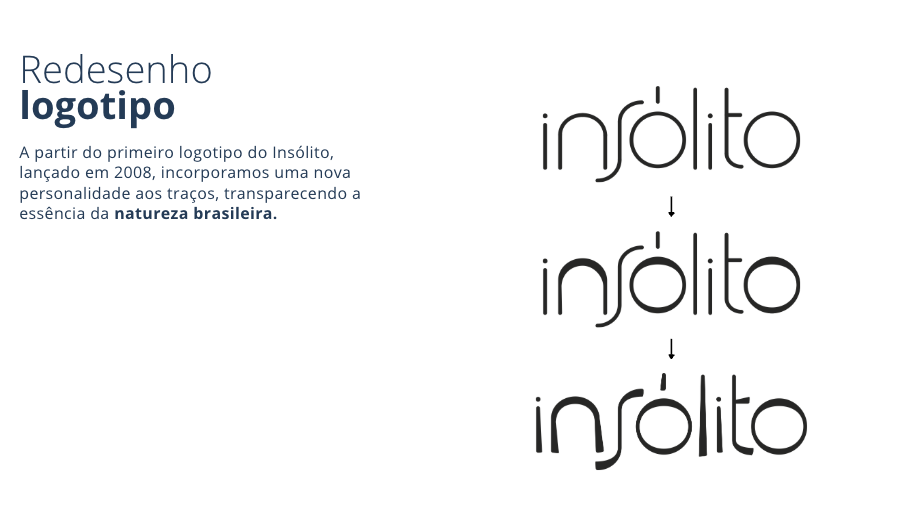 Redesenho
logotipo
A partir do primeiro logotipo do Insólito,
lançado em 2008, incorporamos uma nova
personalidade aos traços, transparecendo a
essência da natureza brasileira.
insólito
insólito
insólito